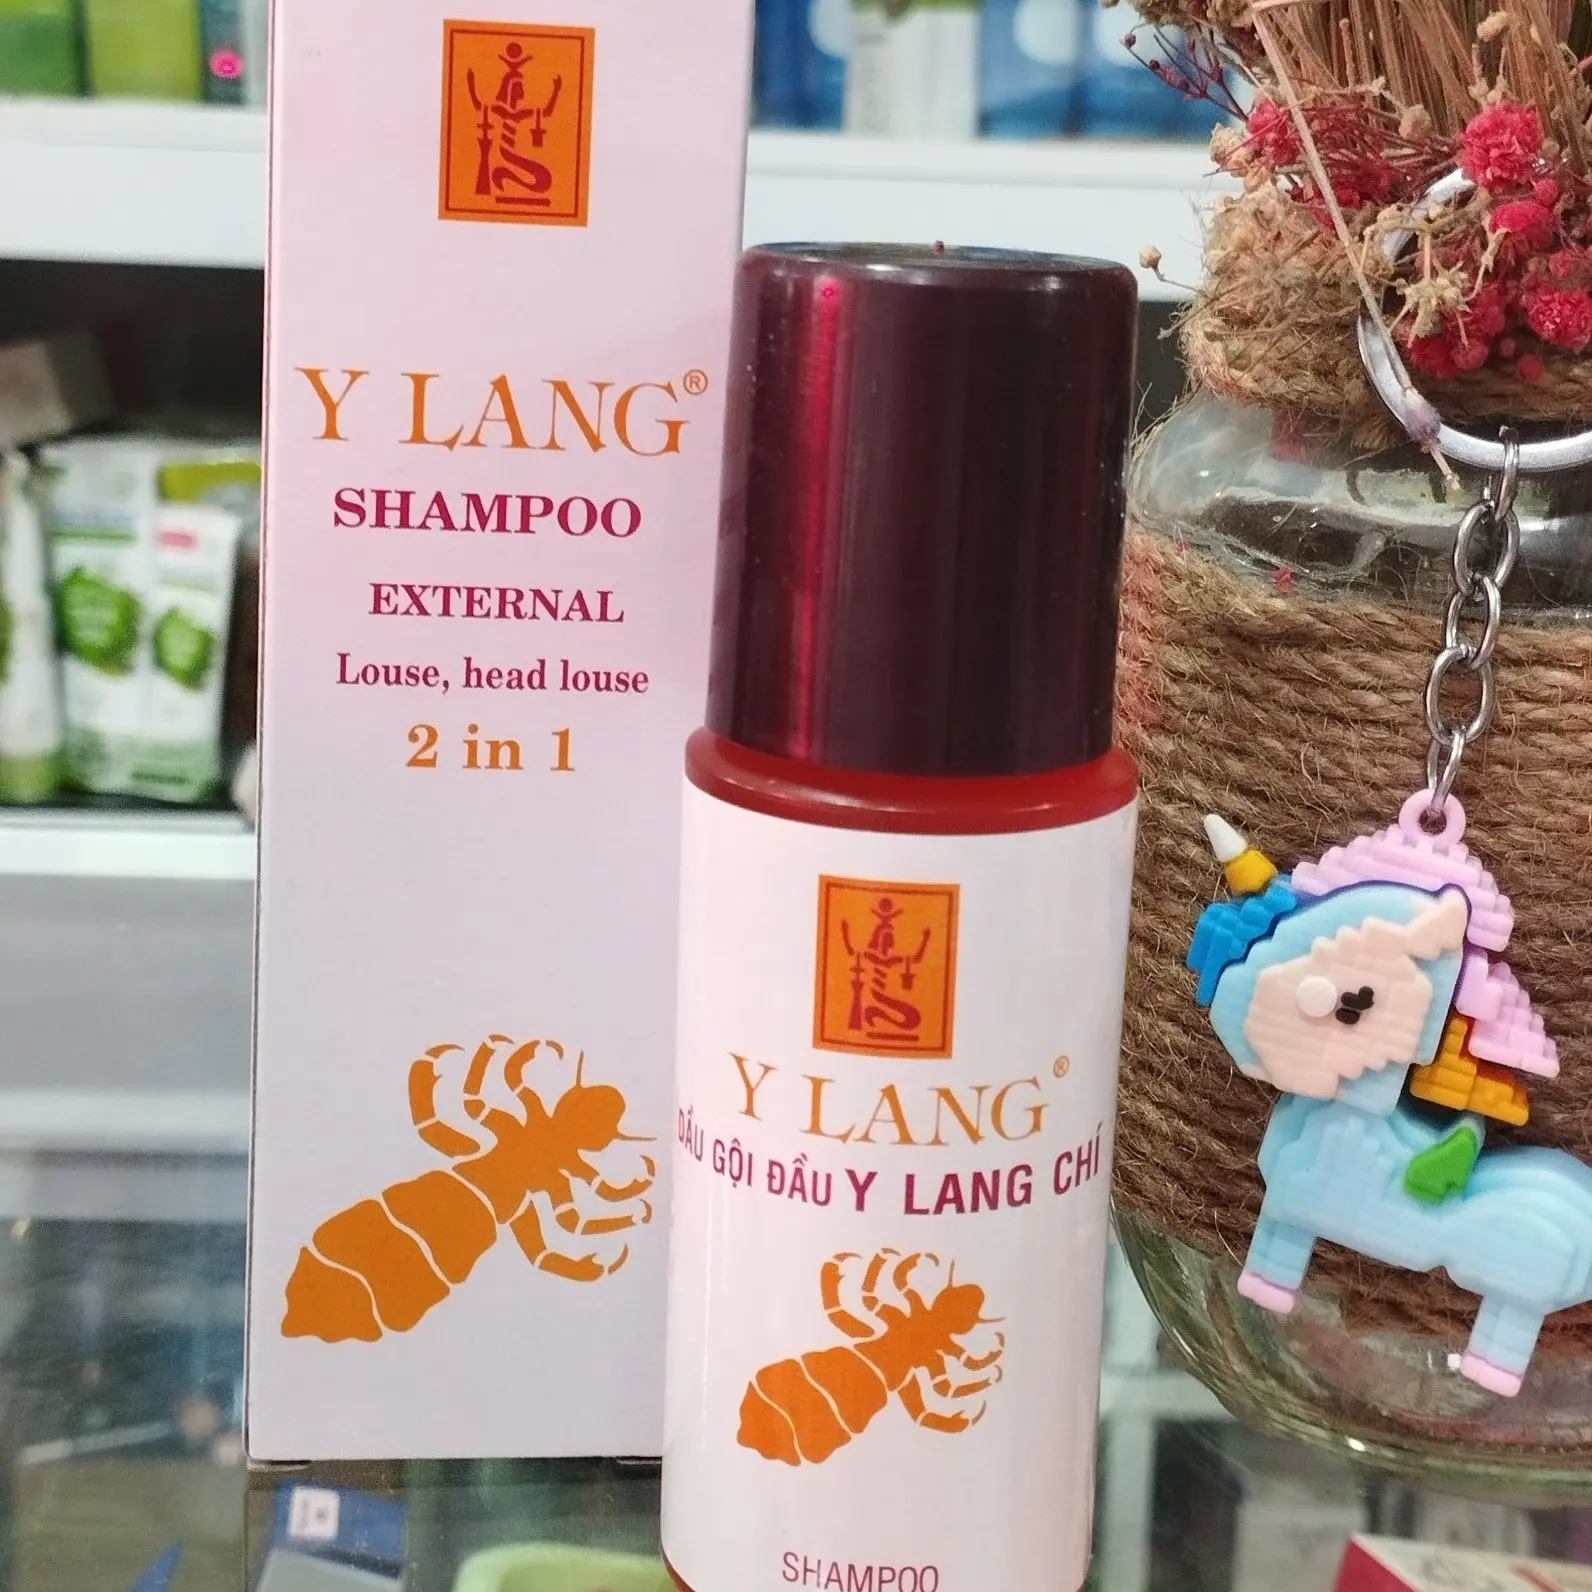 Y LANG®
SHAMPOO
EXTERNAL
Louse, head louse
2 in 1
Y LANG®
DẦU GỘI ĐẦU Y LANG CHÍ
SHAMPOO